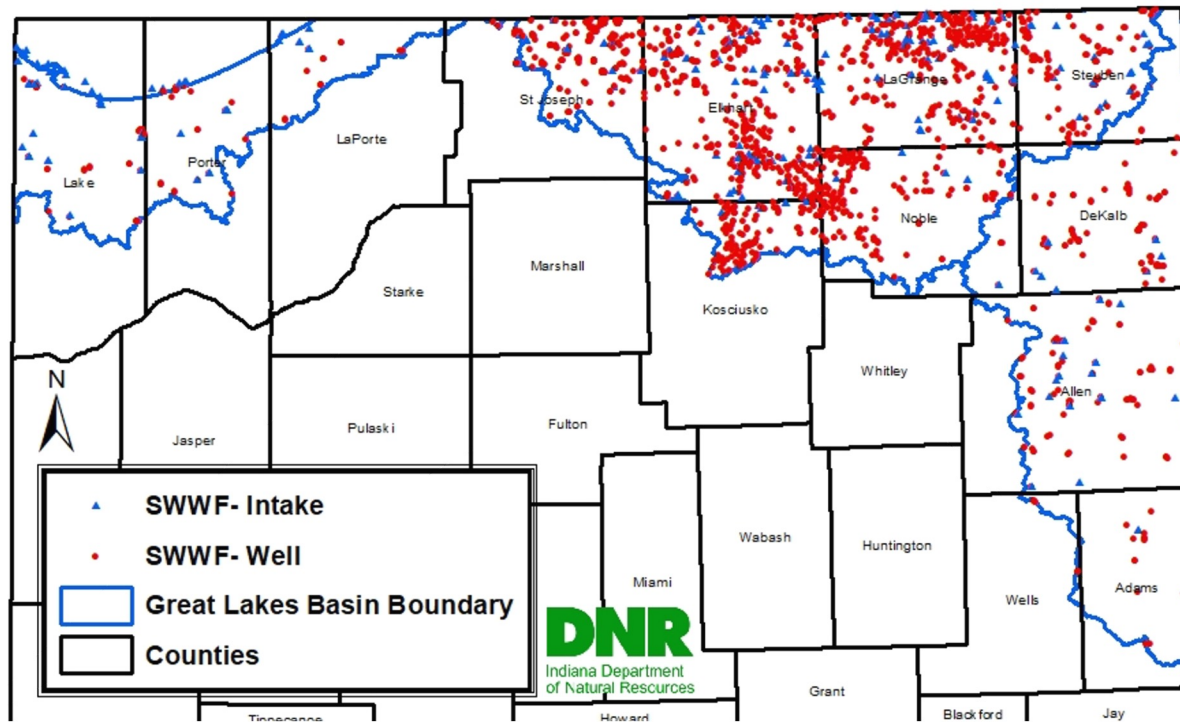 St Joseph
Elkhart
LaGrange
Steuben
LaPorte
Porter
Lake
Noble
DeKalb
Marshall
Starke
Kosciusko
Whitley
Allen
N
Jasper
Pulaski
Fulton
SWWF- Intake
SWWF- Well
Great Lakes Basin Boundary
Counties
Wabash
Huntington
Miami
Wells
Adams
DNR
Indiana Department
of Natural Resources
Grant
Tippecanoe
Howard
Blackford
Jay